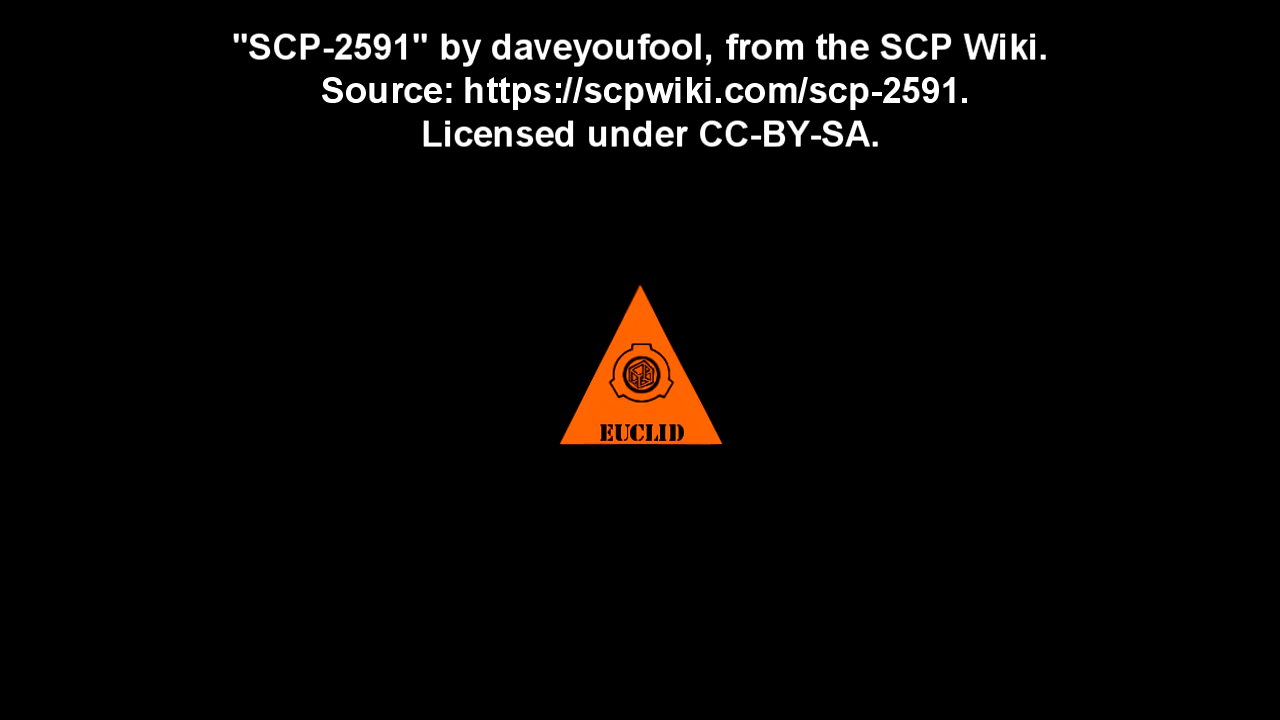 "SCP-2591" by daveyoufool, from the SCP Wiki.
Source: https://scpwiki.com/scp-2591.
Licensed under CC-BY-SA.
EUCLID